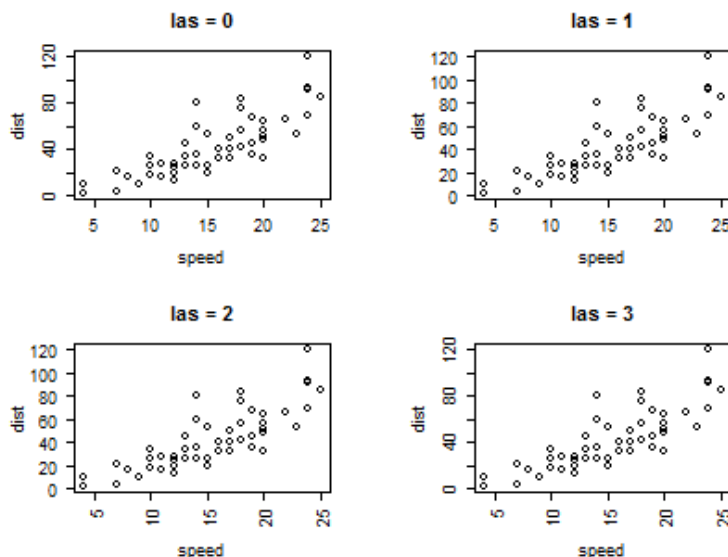 las = 0
dist
0 40 80 120
5 10 15 20 25
speed
las = 1
dist
120
100
80
60
40
20
0
5 10 15 20 25
speed
las = 2
dist
120
100
80
60
40
20
0
5 10 15 20 25
speed
las = 3
dist
0 40 80 120
5 10 15 20 25
speed